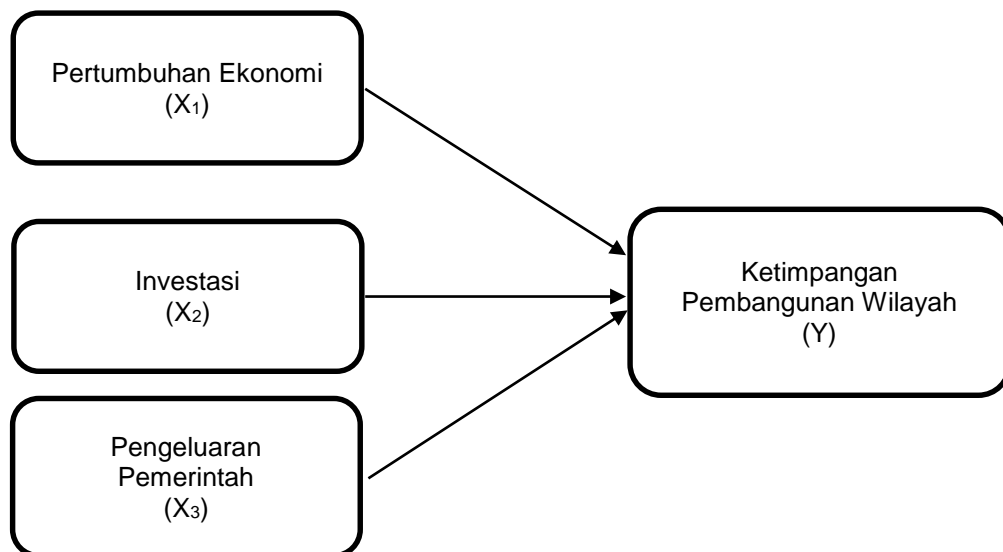 Pertumbuhan Ekonomi
(X₁)
Investasi
(X₂)
Pengeluaran
Pemerintah
(X₃)
Ketimpangan
Pembangunan Wilayah
(Y)